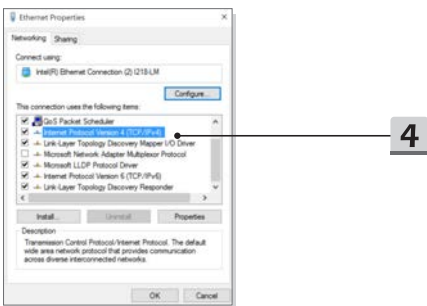 Ethernet Properties
Networking Sharing
Connect using:
Intel(R) Ethernet Connection (2) I218-LM
Configure...
This connection uses the following items:
QoS Packet Scheduler
Internet Protocol Version 4 (TCP/IPv4)
Link-Layer Topology Discovery Mapper I/O Driver
Microsoft Network Adapter Multiplexor Protocol
Microsoft LLDP Protocol Driver
Internet Protocol Version 6 (TCP/IPv6)
Link-Layer Topology Discovery Responder
Install... Uninstall Properties
Description
Transmission Control Protocol/Internet Protocol. The default
wide area network protocol that provides communication
across diverse interconnected networks.
OK Cancel
4